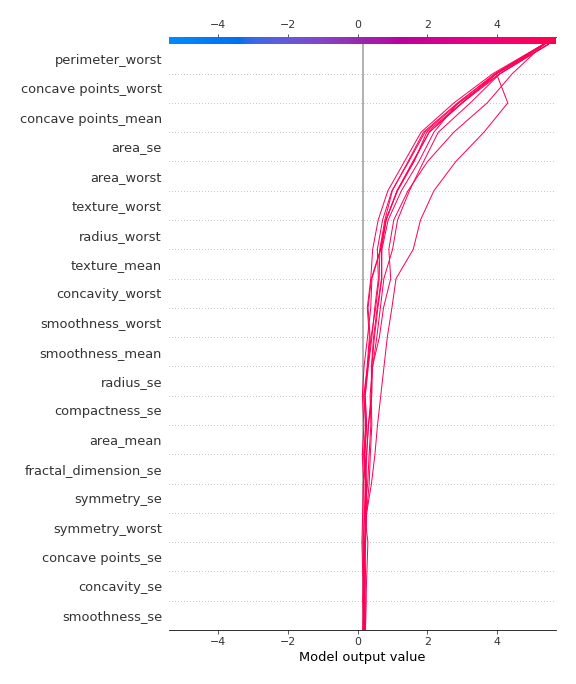 −4 −2 0 2 4
perimeter_worst
concave points_worst
concave points_mean
area_se
area_worst
texture_worst
radius_worst
texture_mean
concavity_worst
smoothness_worst
smoothness_mean
radius_se
compactness_se
area_mean
fractal_dimension_se
symmetry_se
symmetry_worst
concave points_se
concavity_se
smoothness_se
−4 −2 0 2 4
Model output value